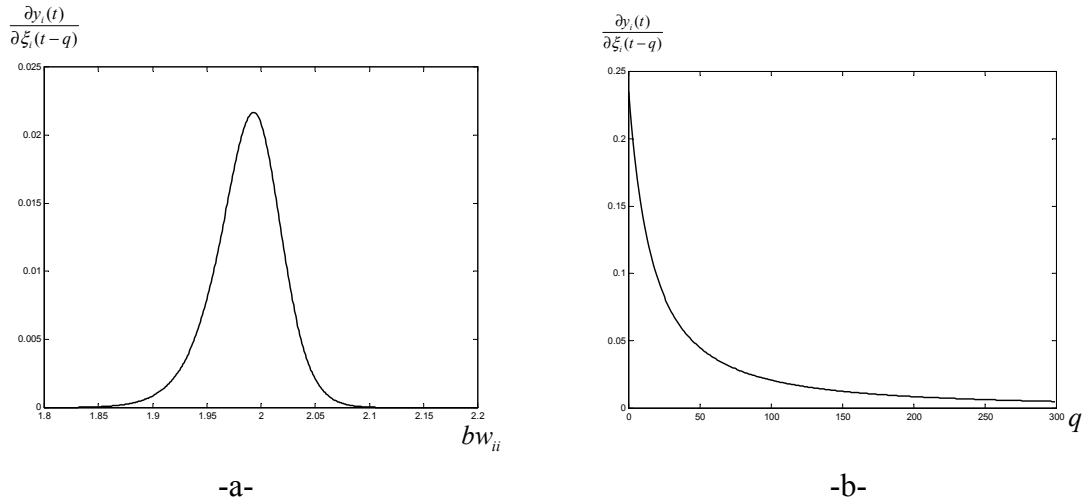 ∂y_i(t)
∂ξ_i(t−q)
0.025
0.02
0.015
0.01
0.005
0
1.8 1.85 1.9 1.95 2 2.05 2.1 2.15 2.2
bw_{ii}
-a-
∂y_i(t)
∂ξ_i(t−q)
0.25
0.2
0.15
0.1
0.05
0
0 50 100 150 200 250 300
q
-b-